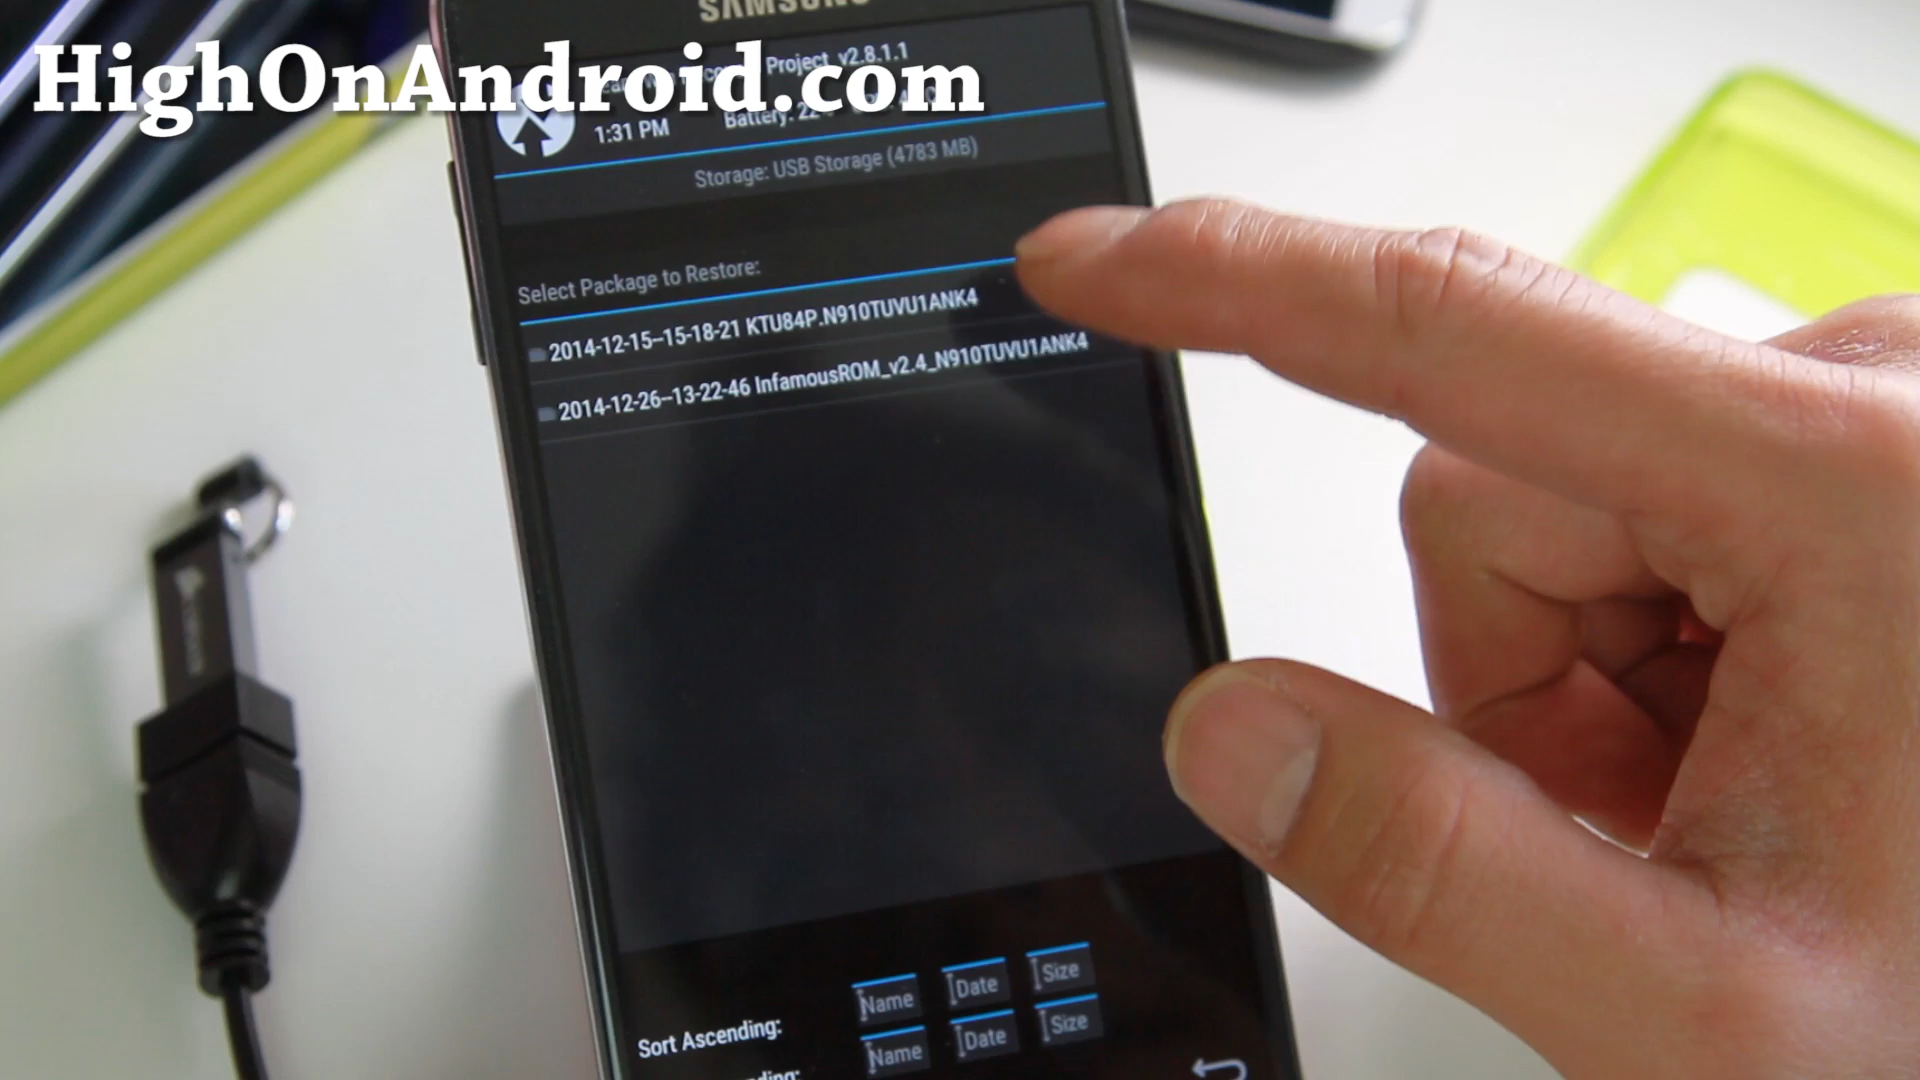 SAMSUNG
HighOnAndroid.com
Project v2.8.1.1
1:31 PM
Battery:
Storage: USB Storage (4783 MB)
Select Package to Restore:
2014-12-15--15-18-21 KTU84P.N910TUVU1ANK4
2014-12-26--13-22-46 InfamousROM_v2.4_N910TUVU1ANK4
Name Date Size
Sort Ascending:
Name Date Size